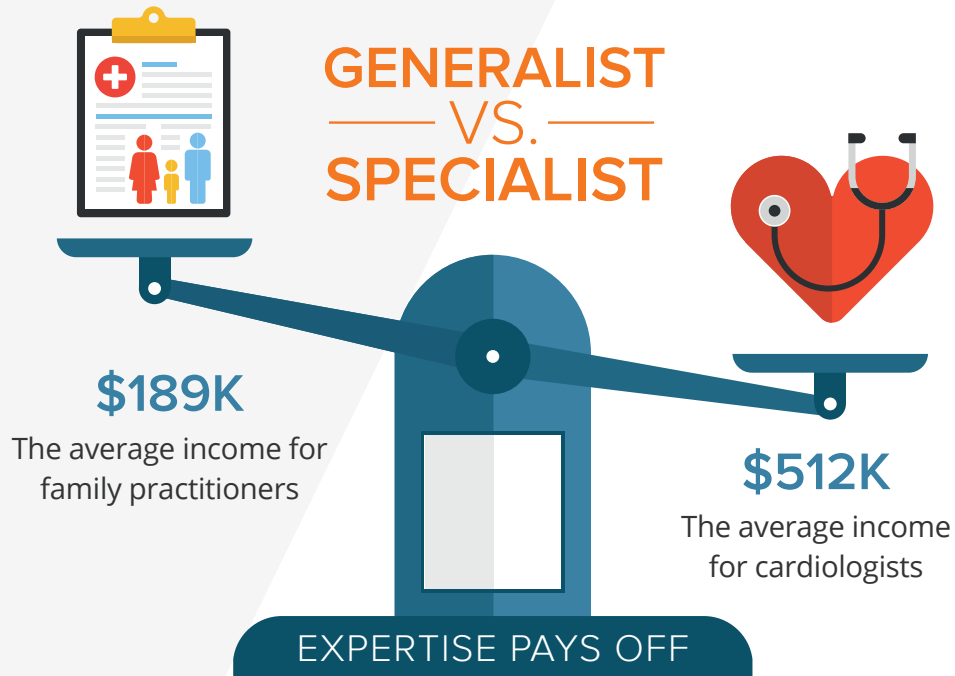 GENERALIST
VS.
SPECIALIST
$189K
The average income for
family practitioners
$512K
The average income
for cardiologists
EXPERTISE PAYS OFF